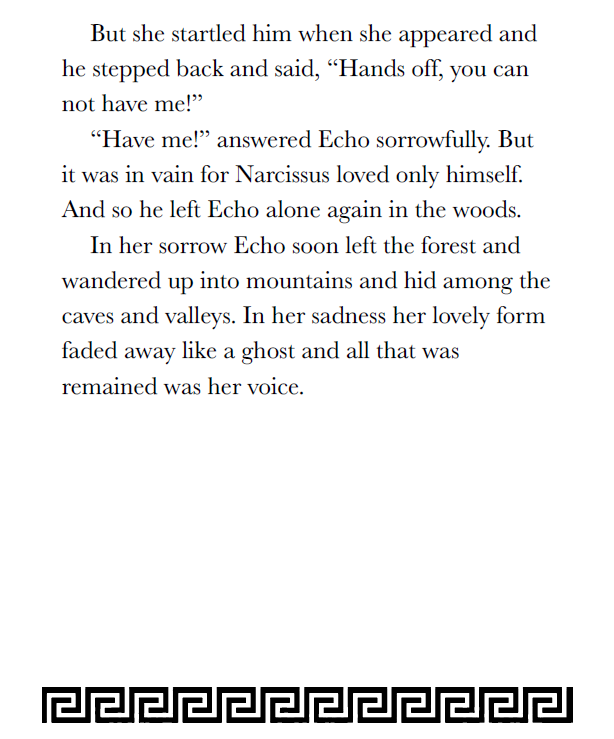 But she startled him when she appeared and
he stepped back and said, “Hands off, you can
not have me!”
“Have me!” answered Echo sorrowfully. But
it was in vain for Narcissus loved only himself.
And so he left Echo alone again in the woods.
In her sorrow Echo soon left the forest and
wandered up into mountains and hid among the
caves and valleys. In her sadness her lovely form
faded away like a ghost and all that was
remained was her voice.